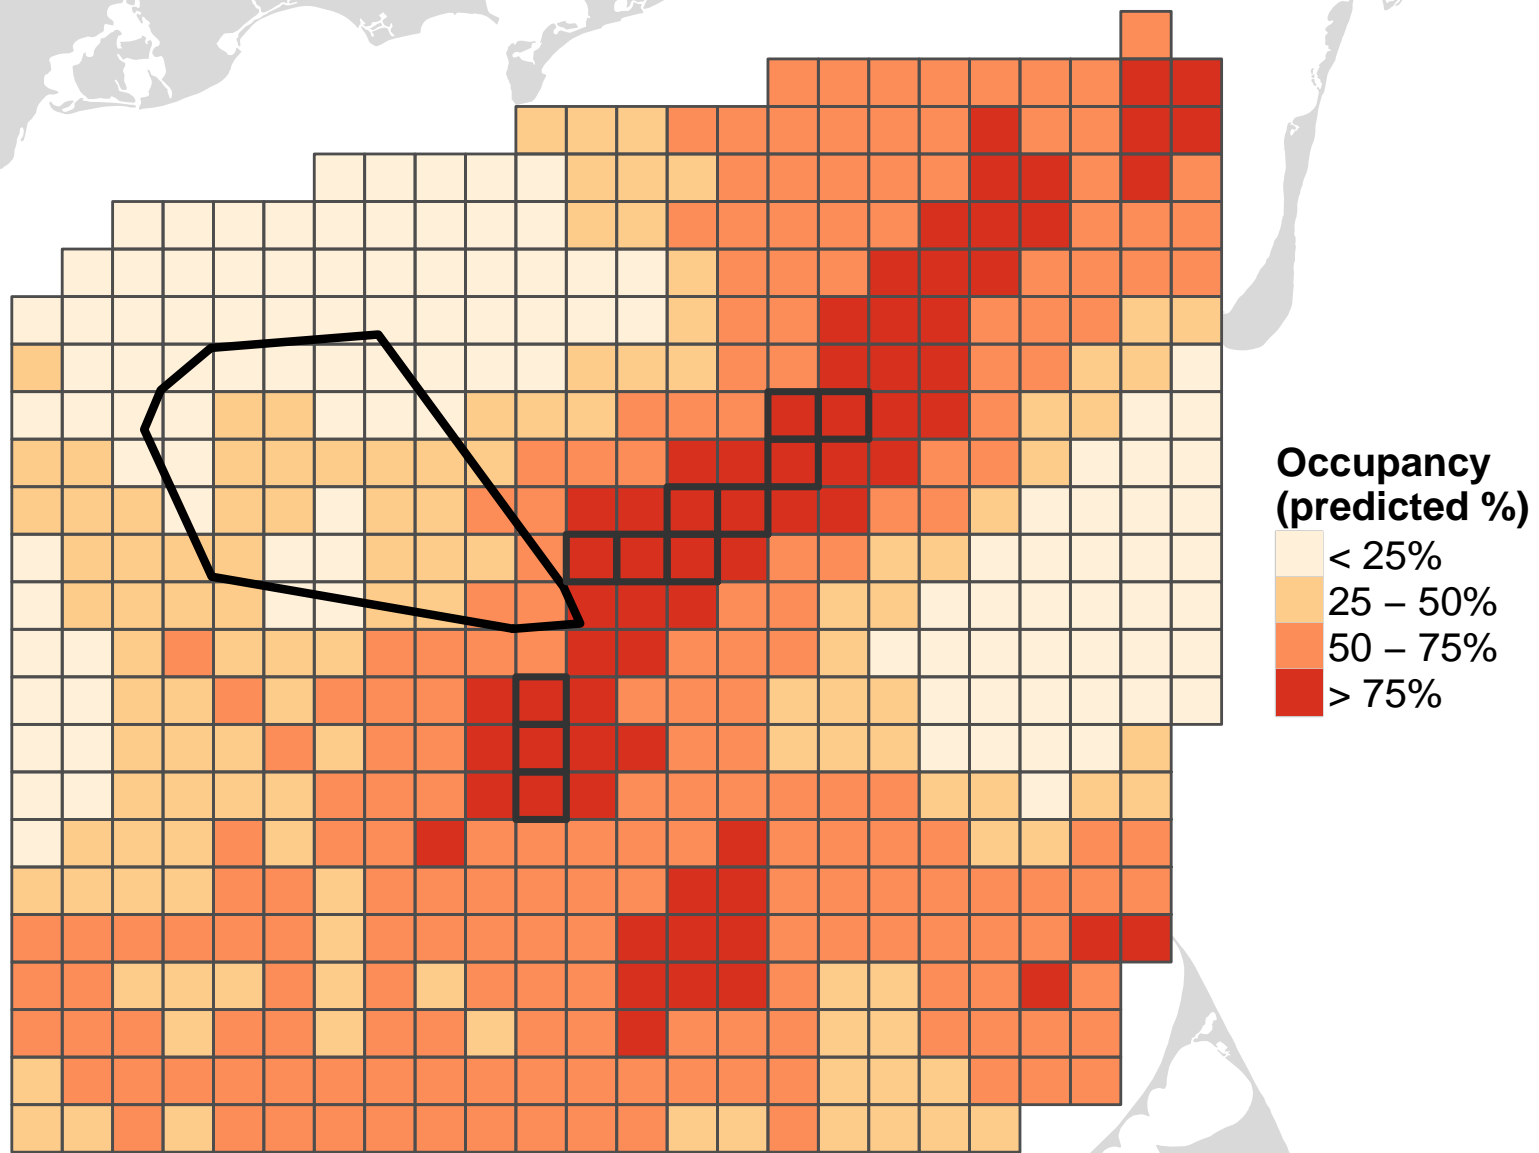 Occupancy
(predicted %)
< 25%
25 – 50%
50 – 75%
> 75%